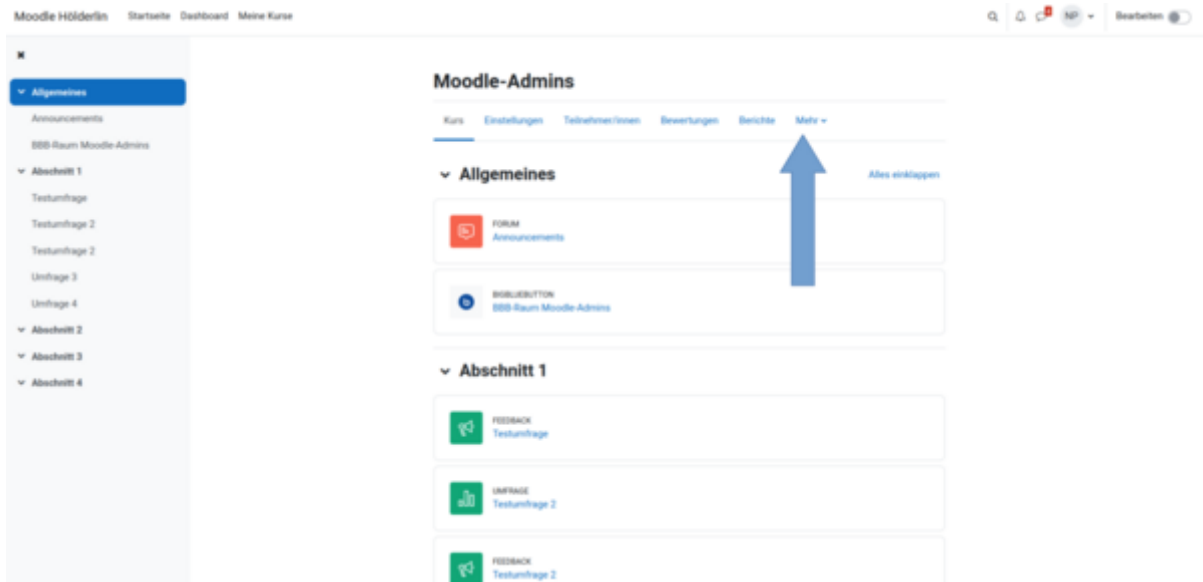 Moodle Hölderlin Startseite Dashboard Meine Kurse NP Bearbeiten
Allgemeines
Announcements
BBB-Raum Moodle-Admins
Abschnitt 1
Testumfrage
Testumfrage 2
Testumfrage 2
Umfrage 3
Umfrage 4
Abschnitt 2
Abschnitt 3
Abschnitt 4
Moodle-Admins
Kurs Einstellungen Teilnehmer/innen Bewertungen Berichte Mehr
Allgemeines Alles einklappen
FORUM
Announcements
BIGBLUEBUTTON
BBB-Raum Moodle-Admins
Abschnitt 1
FEEDBACK
Testumfrage
UMFRAGE
Testumfrage 2
FEEDBACK
Testumfrage 2